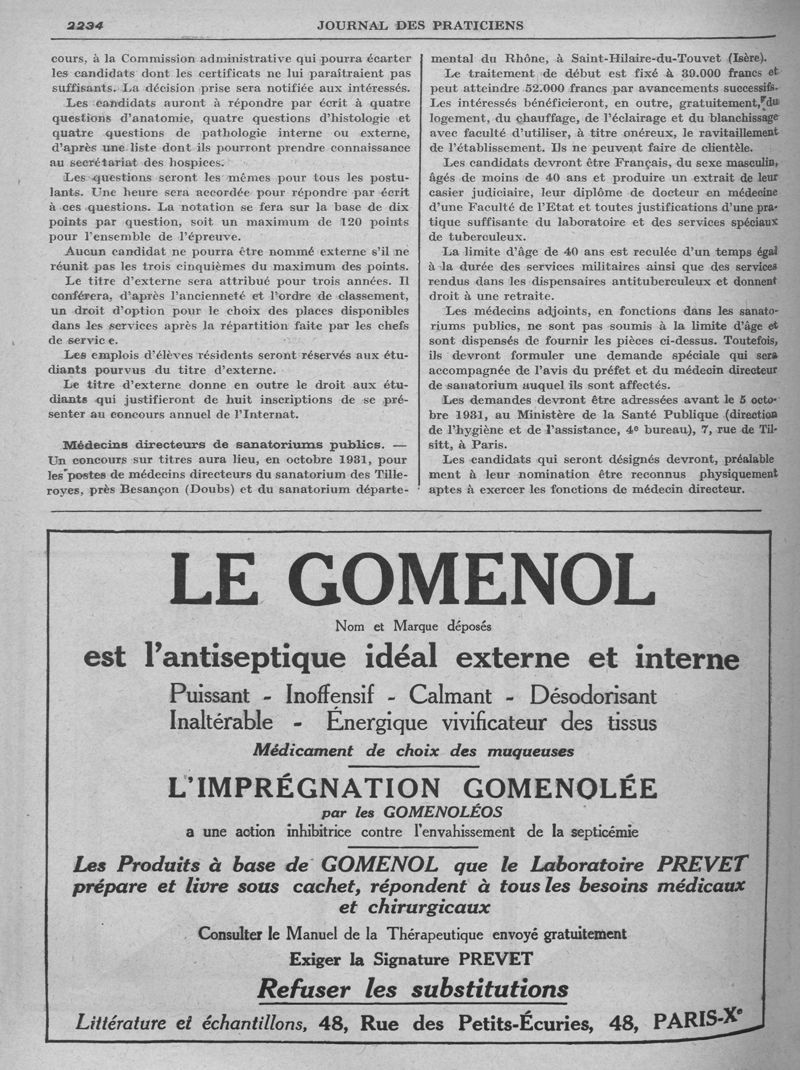 2234
JOURNAL DES PRATICIENS
cours, à la Commission administrative qui pourra écarter
les candidats dont les certificats ne lui paraîtraient pas
suffisants. La décision prise sera notifiée aux intéressés.
Les candidats auront à répondre par écrit à quatre
questions d'anatomie, quatre questions d'histologie et
quatre questions de pathologie interne ou externe,
d'après une liste dont ils pourront prendre connaissance
au secrétariat des hospices.
Les questions seront les mêmes pour tous les postu-
lants. Une heure sera accordée pour répondre par écrit
à ces questions. La notation se fera sur la base de dix
points par question, soit un maximum de 120 points
pour l'ensemble de l'épreuve.
Aucun candidat ne pourra être nommé externe s'il ne
réunit pas les trois cinquièmes du maximum des points.
Le titre d'externe sera attribué pour trois années. Il
conférera, d'après l'ancienneté et l'ordre de classement,
un droit d'option pour le choix des places disponibles
dans les services après la répartition faite par les chefs
de servic e.
Les emplois d'élèves résidents seront réservés aux étu-
diants pourvus du titre d'externe.
Le titre d'externe donne en outre le droit aux étu-
diants qui justifieront de huit inscriptions de se pré-
senter au concours annuel de l'Internat.
Médecins directeurs de sanatoriums publics. —
Un concours sur titres aura lieu, en octobre 1931, pour
les postes de médecins directeurs du sanatorium des Tille-
royes, près Besançon (Doubs) et du sanatorium départe-
mental du Rhône, à Saint-Hilaire-du-Touvet (Isère).
Le traitement de début est fixé à 39.000 francs et
peut atteindre 52.000 francs par avancements successifs.
Les intéressés bénéficieront, en outre, gratuitement, du
logement, du chauffage, de l'éclairage et du blanchissage
avec faculté d'utiliser, à titre onéreux, le ravitaillement
de l'établissement. Ils ne peuvent faire de clientèle.
Les candidats devront être Français, du sexe masculin,
âgés de moins de 40 ans et produire un extrait de leur
casier judiciaire, leur diplôme de docteur en médecine
d'une Faculté de l'Etat et toutes justifications d'une pra-
tique suffisante du laboratoire et des services spéciaux
de tuberculeux.
La limite d'âge de 40 ans est reculée d'un temps égal
à la durée des services militaires ainsi que des services
rendus dans les dispensaires antituberculeux et donnent
droit à une retraite.
Les médecins adjoints, en fonctions dans les sanato-
riums publics, ne sont pas soumis à la limite d'âge et
sont dispensés de fournir les pièces ci-dessus. Toutefois,
ils devront formuler une demande spéciale qui sera
accompagnée de l'avis du préfet et du médecin directeur
de sanatorium auquel ils sont affectés.
Les demandes devront être adressées avant le 5 octo-
bre 1931, au Ministère de la Santé Publique (direction
de l'hygiène et de l'assistance, 4e bureau), 7, rue de Til-
sitt, à Paris.
Les candidats qui seront désignés devront, préalable
ment à leur nomination être reconnus physiquement
aptes à exercer les fonctions de médecin directeur.
LE GOMENOL
Nom et Marque déposés
est l'antiseptique idéal externe et interne
Puissant - Inoffensif - Calmant - Désodorisant
Inaltérable - Énergique vivificateur des tissus
Médicament de choix des muqueuses
L'IMPRÉGNATION GOMENOLÉE
par les GOMENOLÉOS
a une action inhibitrice contre l'envahissement de la septicémie
Les Produits à base de GOMENOL que le Laboratoire PREVET
prépare et livre sous cachet, répondent à tous les besoins médicaux
et chirurgicaux
Consulter le Manuel de la Thérapeutique envoyé gratuitement
Exiger la Signature PREVET
Refuser les substitutions
Littérature et échantillons, 48, Rue des Petits-Écuries, 48, PARIS-Xe